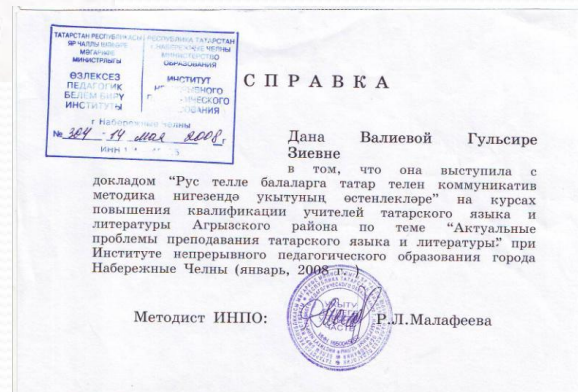 ТАТАРСТАН РЕСПУБЛИКАСЫ
ЯР ЧАЛЛЫ
МӘГАРИФ
МИНИСТРЛЫГЫ
ӨЗЛЕКСЕЗ
ПЕДАГОГИК
БЕЛЕМ БИРҮ
ИНСТИТУТЫ
РЕСПУБЛИКА ТАТАРСТАН
НАБЕРЕЖНЫЕ ЧЕЛНЫ
МИНИСТЕРСТВО
ОБРАЗОВАНИЯ
ИНСТИТУТ
г Набережные Челны
№ 304 "14 мая 2008 г
ИНН
СПРАВКА
Дана Валиевой Гульсире
Зиевне
в том, что она выступила с
докладом “Рус телле балаларга татар телен коммуникатив
методика нигезендә укытуның өстенлекләре” на курсах
повышения квалификации учителей татарского языка и
литературы Агрызского района по теме “Актуальные
проблемы преподавания татарского языка и литературы” при
Институте непрерывного педагогического образования города
Набережные Челны (январь, 2008 г. )
Методист ИНПО:
Р.Л.Малафеева